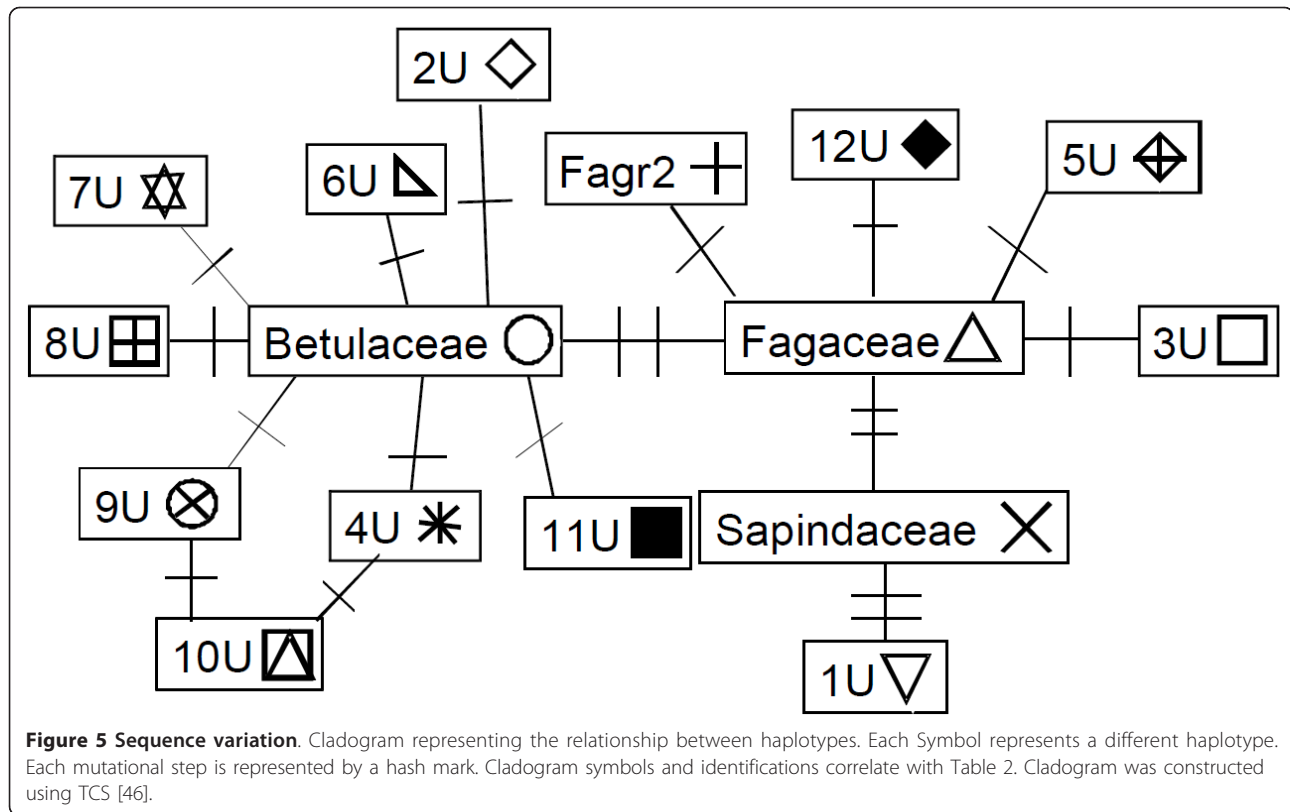 2U
Fagr2
12U
5U
7U
6U
8U
Betulaceae
Fagaceae
3U
9U
4U
11U
Sapindaceae
10U
1U
Figure 5 Sequence variation. Cladogram representing the relationship between haplotypes. Each Symbol represents a different haplotype.
Each mutational step is represented by a hash mark. Cladogram symbols and identifications correlate with Table 2. Cladogram was constructed
using TCS [46].